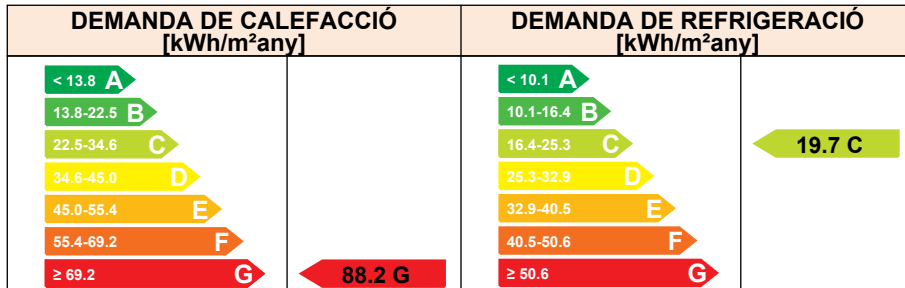 DEMANDA DE CALEFACCIÓ
[kWh/m²any]
< 13.8 A
13.8-22.5 B
22.5-34.6 C
34.6-45.0 D
45.0-55.4 E
55.4-69.2 F
≥ 69.2 G
88.2 G
DEMANDA DE REFRIGERACIÓ
[kWh/m²any]
< 10.1 A
10.1-16.4 B
16.4-25.3 C
19.7 C
25.3-32.9 D
32.9-40.5 E
40.5-50.6 F
≥ 50.6 G